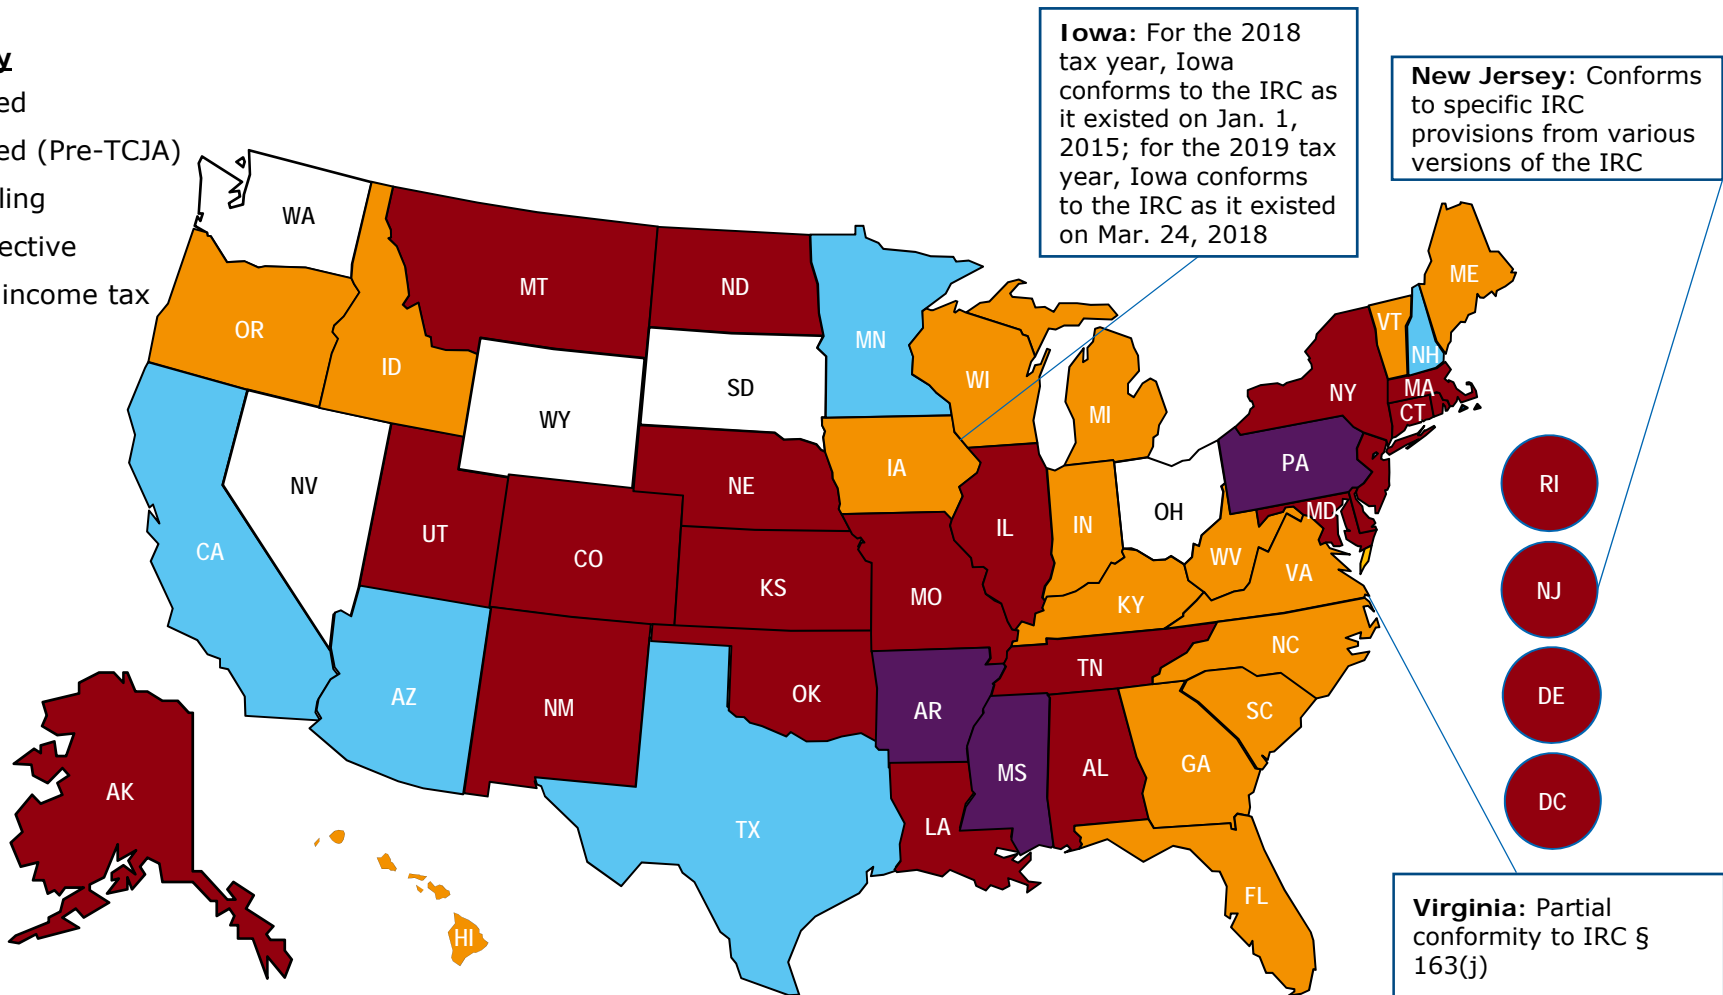 y
ed
ed (Pre-TCJA)
ling
ective
income tax
Iowa: For the 2018
tax year, Iowa
conforms to the IRC as
it existed on Jan. 1,
2015; for the 2019 tax
year, Iowa conforms
to the IRC as it existed
on Mar. 24, 2018
New Jersey: Conforms
to specific IRC
provisions from various
versions of the IRC
WA
MT
ND
ME
OR
ID
MN
VT
NH
WI
SD
WY
MI
NY
MA
CT
IA
PA
NV
NE
RI
UT
CO
IL
IN
OH
MD
CA
WV
VA
KS
MO
KY
NJ
NC
TN
AZ
NM
OK
AR
SC
DE
AK
MS
AL
GA
TX
LA
DC
HI
FL
Virginia: Partial
conformity to IRC §
163(j)